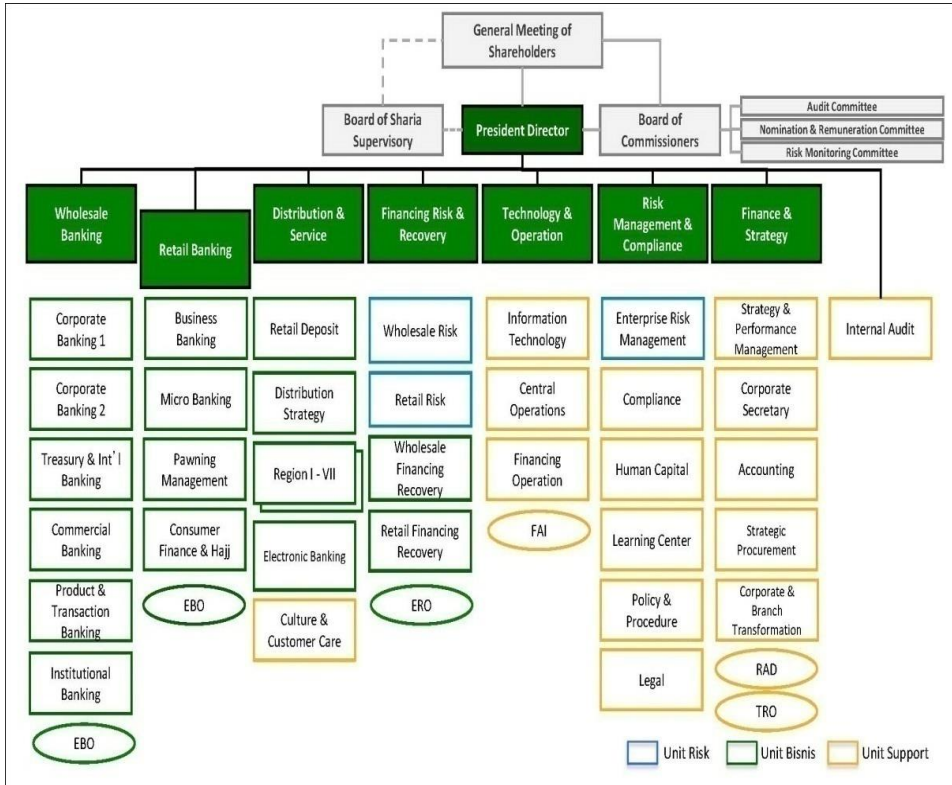 General Meeting of
Shareholders
Board of Sharia
Supervisory
President Director
Board of
Commissioners
Audit Committee
Nomination & Remuneration Committee
Risk Monitoring Committee
Wholesale
Banking
Retail Banking
Distribution &
Service
Financing Risk &
Recovery
Technology &
Operation
Risk
Management &
Compliance
Finance &
Strategy
Corporate
Banking 1
Corporate
Banking 2
Treasury & Int' l
Banking
Commercial
Banking
Product &
Transaction
Banking
Institutional
Banking
EBO
Business
Banking
Micro Banking
Pawning
Management
Consumer
Finance & Hajj
EBO
Retail Deposit
Distribution
Strategy
Region I - VII
Electronic Banking
Culture &
Customer Care
Wholesale Risk
Retail Risk
Wholesale
Financing
Recovery
Retail Financing
Recovery
ERO
Information
Technology
Central
Operations
Financing
Operation
FAI
Enterprise Risk
Management
Compliance
Human Capital
Learning Center
Policy &
Procedure
Legal
Strategy &
Performance
Management
Corporate
Secretary
Accounting
Strategic
Procurement
Corporate &
Branch
Transformation
RAD
TRO
Internal Audit
Unit Risk
Unit Bisnis
Unit Support